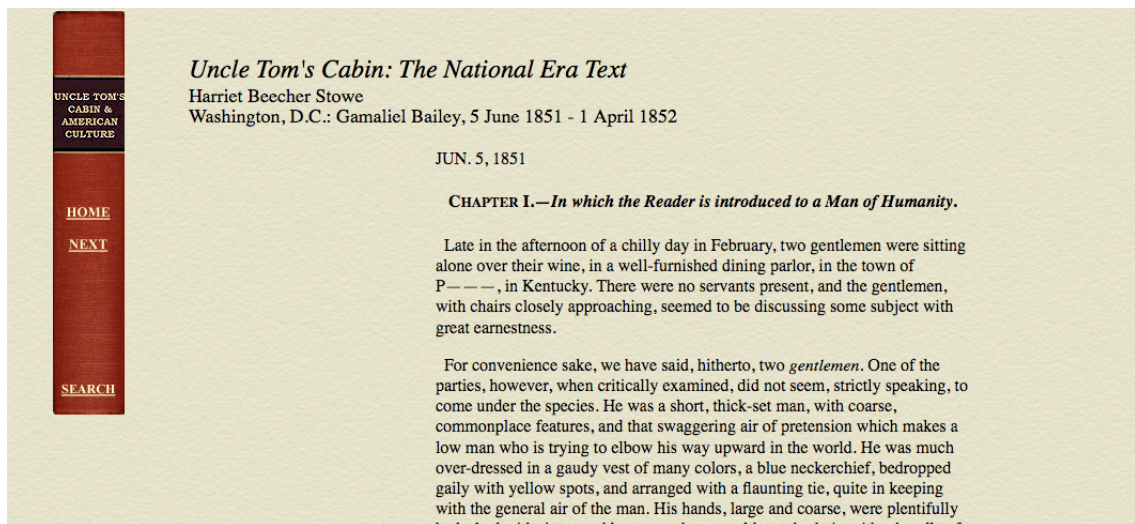 UNCLE TOM'S
CABIN &
AMERICAN
CULTURE
HOME
NEXT
SEARCH
Uncle Tom's Cabin: The National Era Text
Harriet Beecher Stowe
Washington, D.C.: Gamaliel Bailey, 5 June 1851 - 1 April 1852
JUN. 5, 1851
CHAPTER I.—In which the Reader is introduced to a Man of Humanity.
Late in the afternoon of a chilly day in February, two gentlemen were sitting
alone over their wine, in a well-furnished dining parlor, in the town of
P———, in Kentucky. There were no servants present, and the gentlemen,
with chairs closely approaching, seemed to be discussing some subject with
great earnestness.
For convenience sake, we have said, hitherto, two gentlemen. One of the
parties, however, when critically examined, did not seem, strictly speaking, to
come under the species. He was a short, thick-set man, with coarse,
commonplace features, and that swaggering air of pretension which makes a
low man who is trying to elbow his way upward in the world. He was much
over-dressed in a gaudy vest of many colors, a blue neckerchief, bedropped
gaily with yellow spots, and arranged with a flaunting tie, quite in keeping
with the general air of the man. His hands, large and coarse, were plentifully